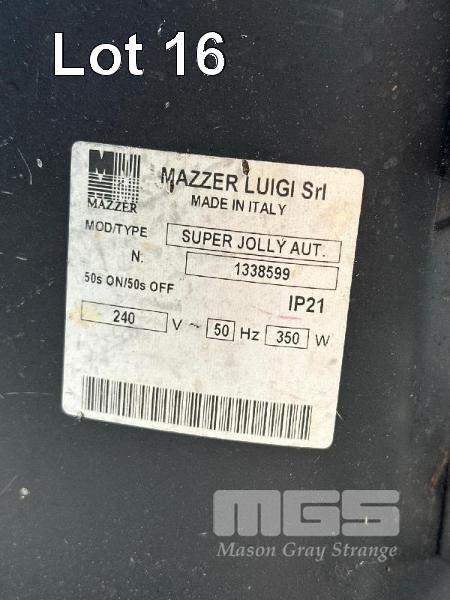 Lot 16
MAZZER
MAZZER LUIGI Srl
MADE IN ITALY
MOD/TYPE SUPER JOLLY AUT.
N. 1338599
50s ON/50s OFF IP21
240 V ~ 50 Hz 350 W
MGS
Mason Gray Strange